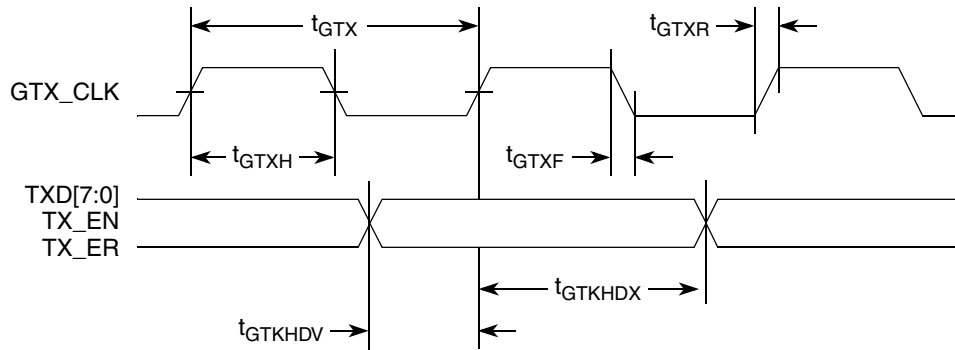 tGTX
tGTXR
GTX_CLK
tGTXH
tGTXF
TXD[7:0]
TX_EN
TX_ER
tGTKHDX
tGTKHDV